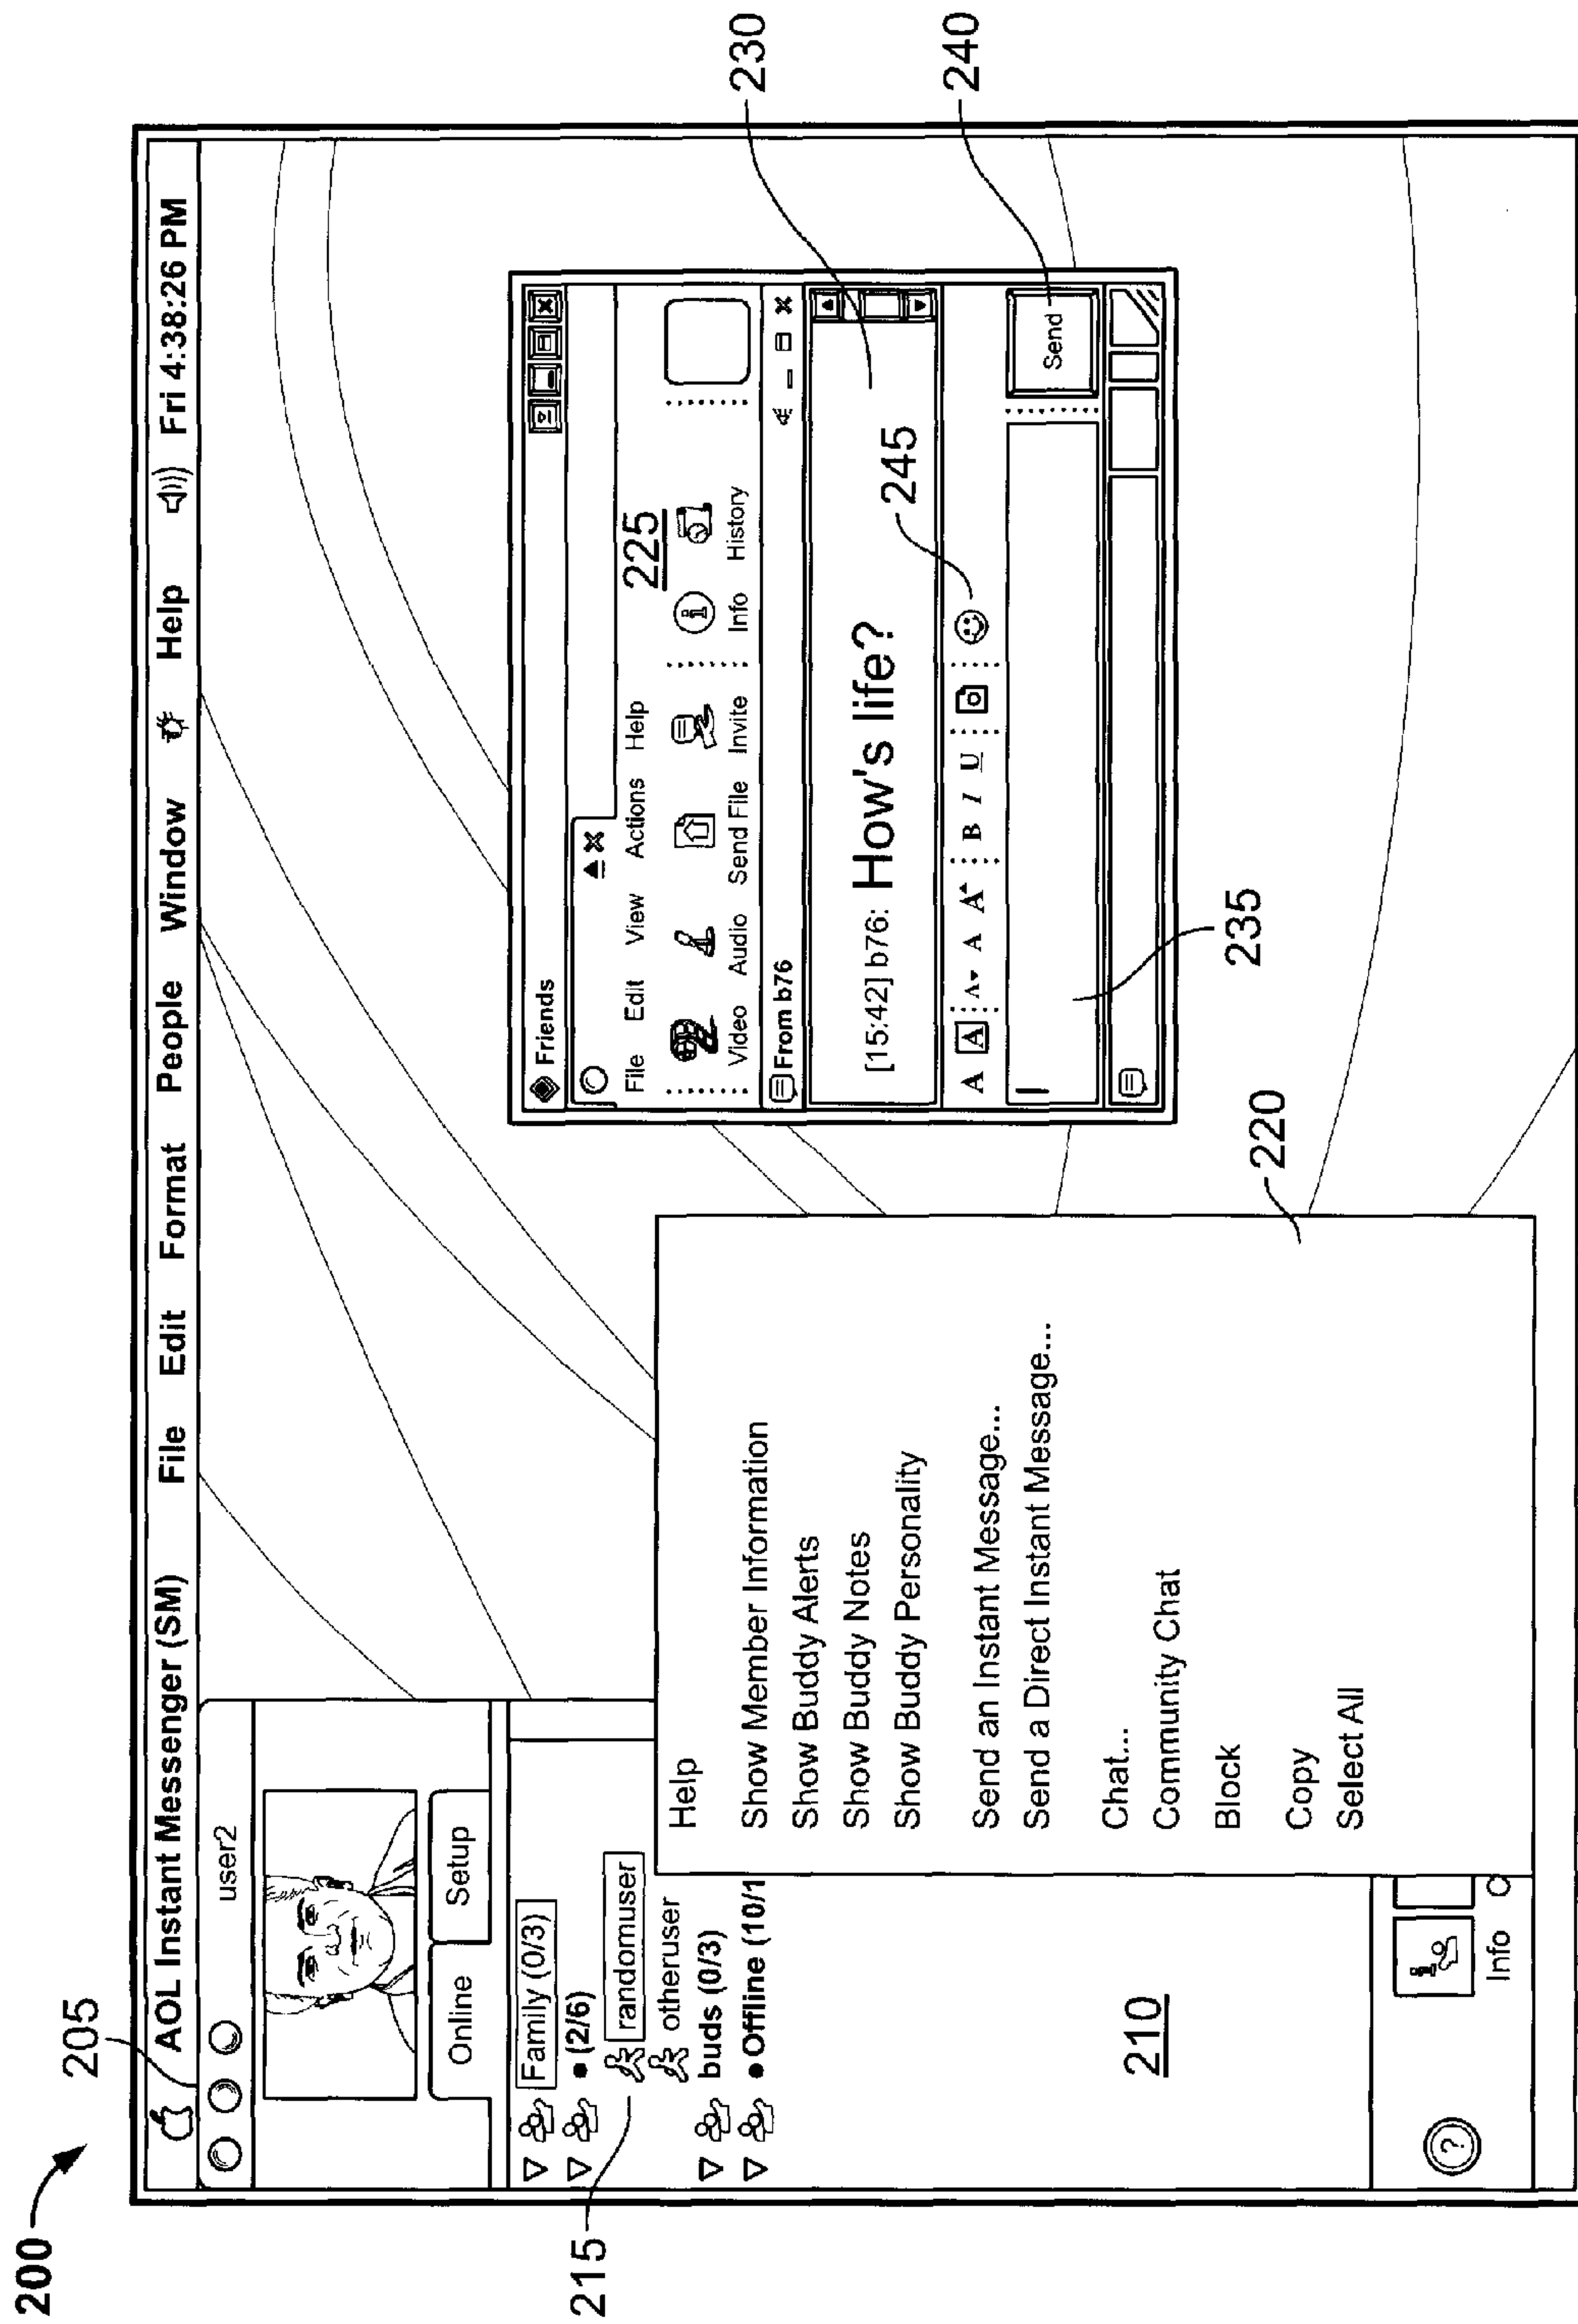 200
205
AOL Instant Messenger (SM) File Edit Format People Window Help Fri 4:38:26 PM
user2
Online Setup
Family (0/3)
• (2/6)
215
randomuser
otheruser
buds (0/3)
•Offline (10/1
210
?
i
Info C
Help
Show Member Information
Show Buddy Alerts
Show Buddy Notes
Show Buddy Personality
Send an Instant Message...
Send a Direct Instant Message...
Chat...
Community Chat
Block
Copy
Select All
220
Friends
File Edit View Actions Help
225
Video Audio Send File Invite Info History
From b76
230
[15:42] b76: How's life?
A A A A A B I U
245
Send
240
235